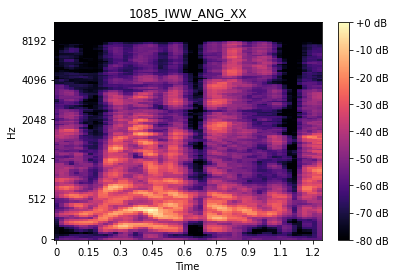 1085_IWW_ANG_XX
+0 dB
8192
-10 dB
4096
-20 dB
-30 dB
2048
Hz
-40 dB
1024
-50 dB
512
-60 dB
-70 dB
0
-80 dB
0 0.15 0.3 0.45 0.6 0.75 0.9 1.1 1.2
Time